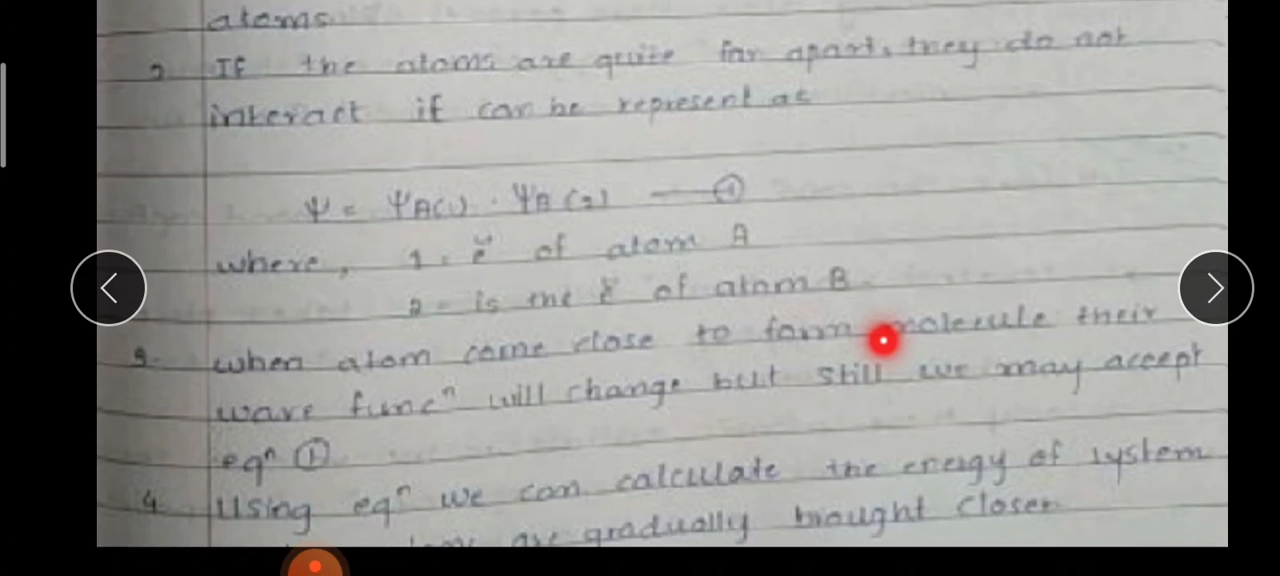 atoms
2 If the atoms are quite far apart, they do not
interact if can be represent as
Ψ = ΨA(1) · ΨB(2) — ①
where, 1 = e⁻ of atom A
2 - is the e⁻ of atom B
3. when atom come close to form molecule their
wave funcⁿ will change but still we may accept
eqⁿ ①
4. Using eqⁿ we can calculate the energy of system
are gradually brought closer